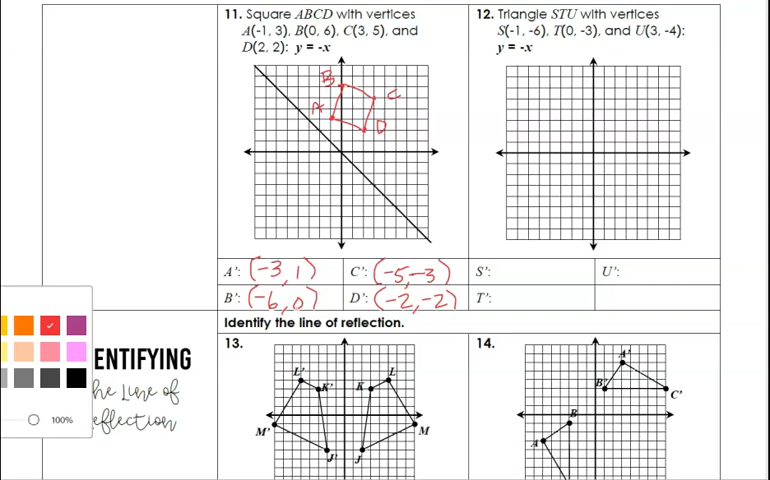 11. Square ABCD with vertices
A(-1, 3), B(0, 6), C(3, 5), and
D(2, 2): y = -x
B
C
A
D
A': (-3, 1)
C': (-5, -3)
B': (-6, 0)
D': (-2, -2)
12. Triangle STU with vertices
S(-1, -6), T(0, -3), and U(3, -4):
y = -x
S':
U':
T':
Identify the line of reflection.
100%
ENTIFYING
he Line of
eflection
13.
L'
L
K'
K
M'
M
J'
J
14.
A'
B'
C'
B
A